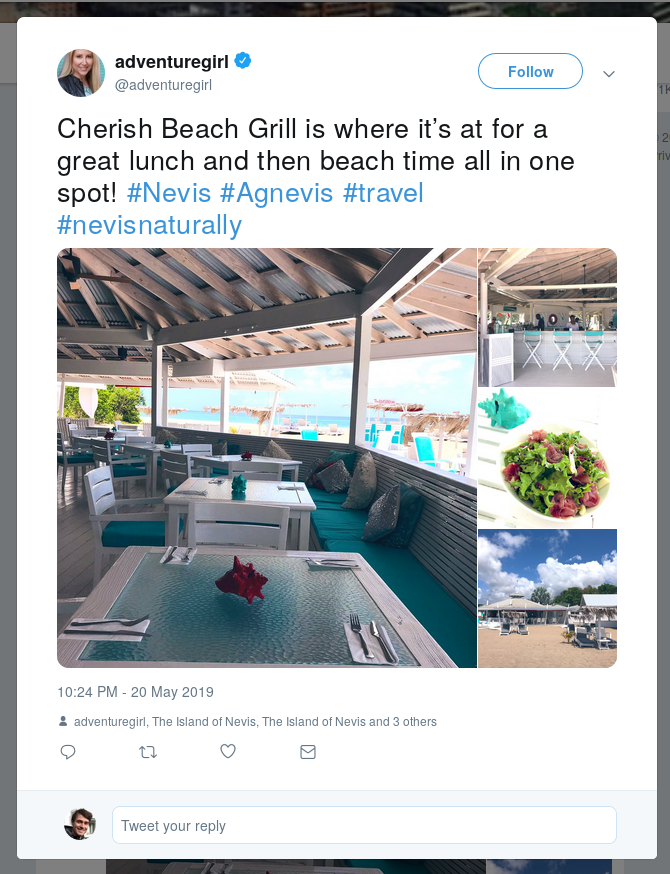 adventuregirl
@adventuregirl
Follow
Cherish Beach Grill is where it’s at for a
great lunch and then beach time all in one
spot! #Nevis #Agnevis #travel
#nevisnaturally
10:24 PM - 20 May 2019
adventuregirl, The Island of Nevis, The Island of Nevis and 3 others
Tweet your reply